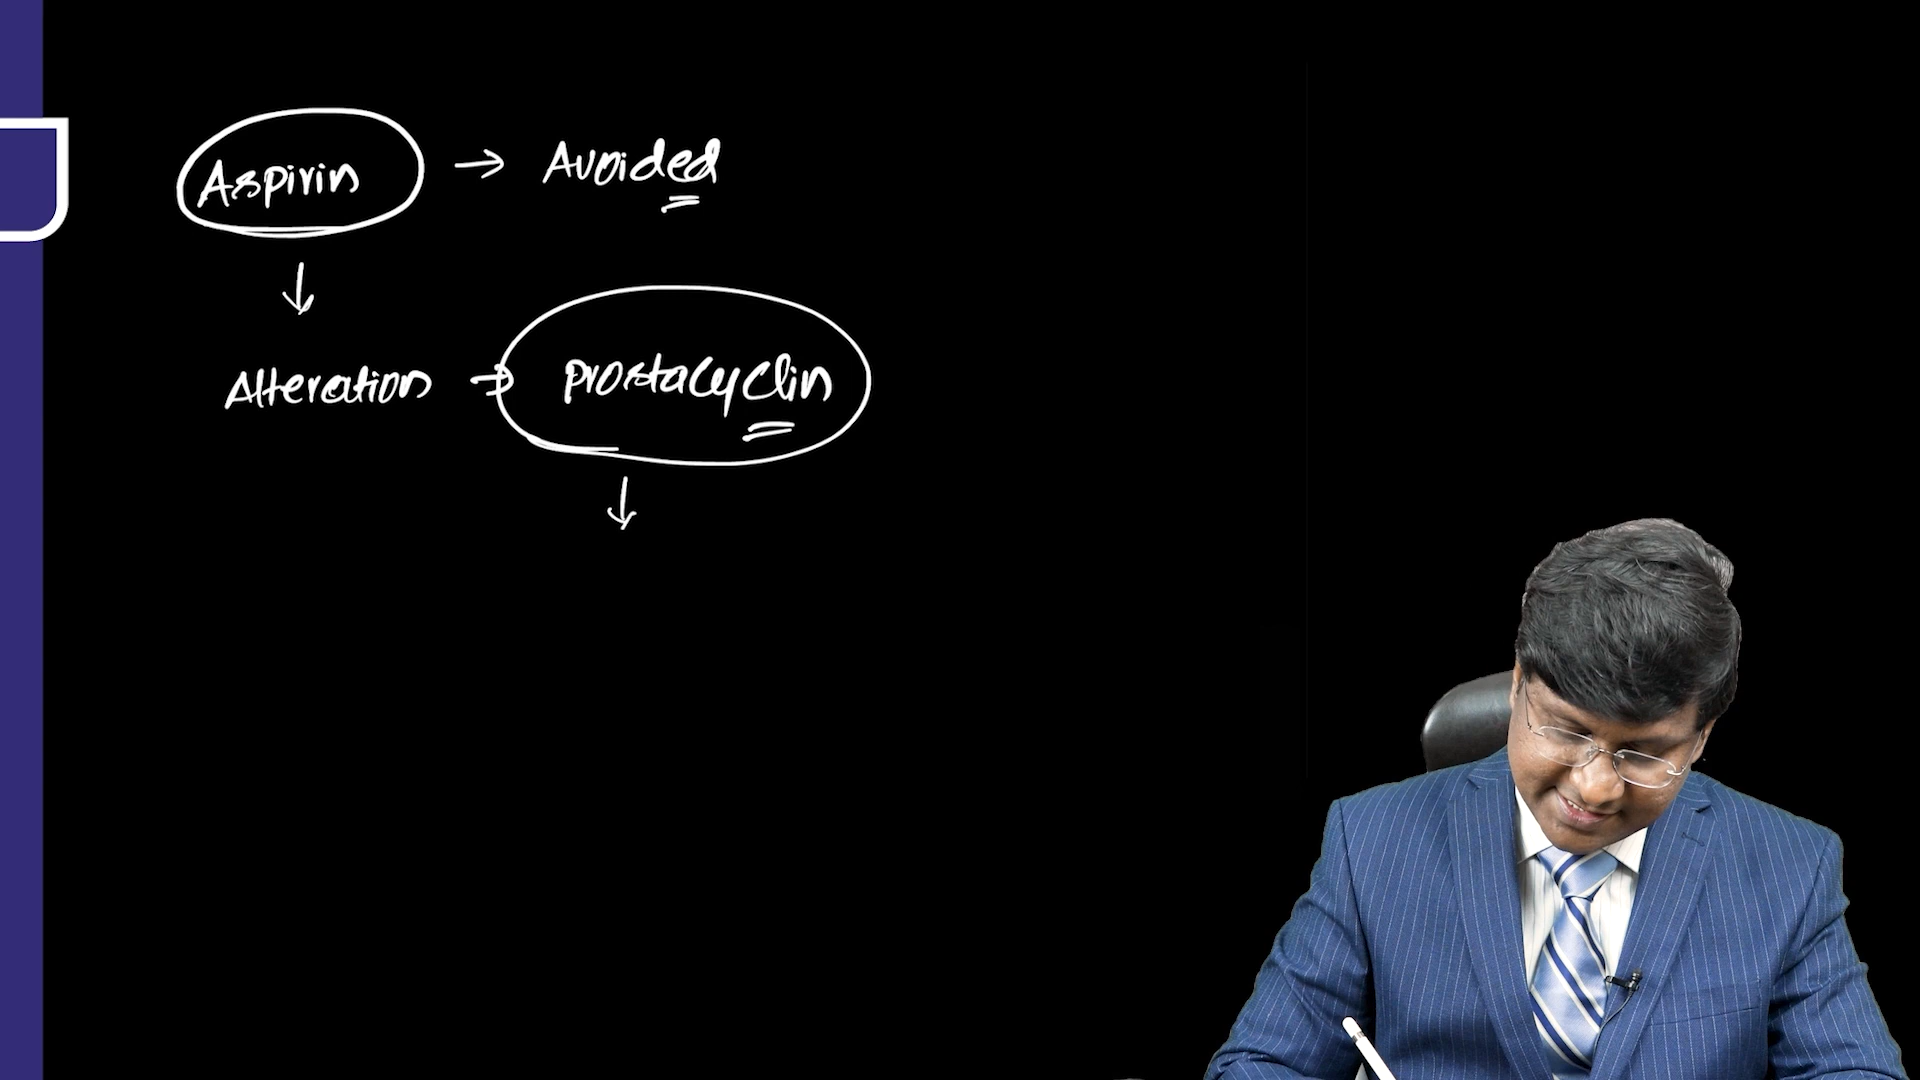 Aspirin → Avoided
↓
Alteration → prostacyclin
↓